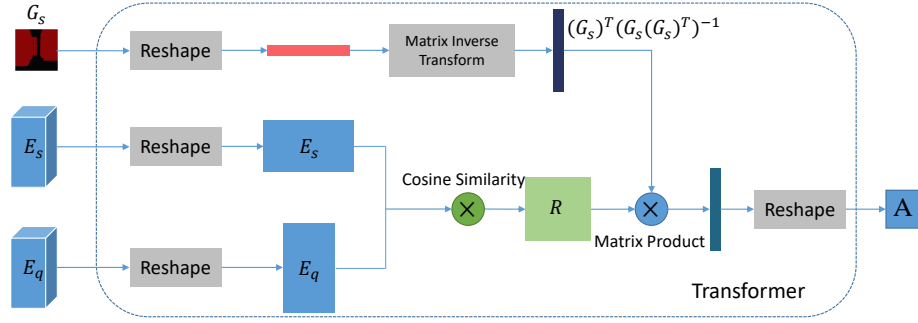 G_s
Reshape
Matrix Inverse
Transform
(G_s)^T(G_s(G_s)^T)^{-1}
E_s
Reshape
E_s
Cosine Similarity
×
R
×
Matrix Product
Reshape
A
E_q
Reshape
E_q
Transformer